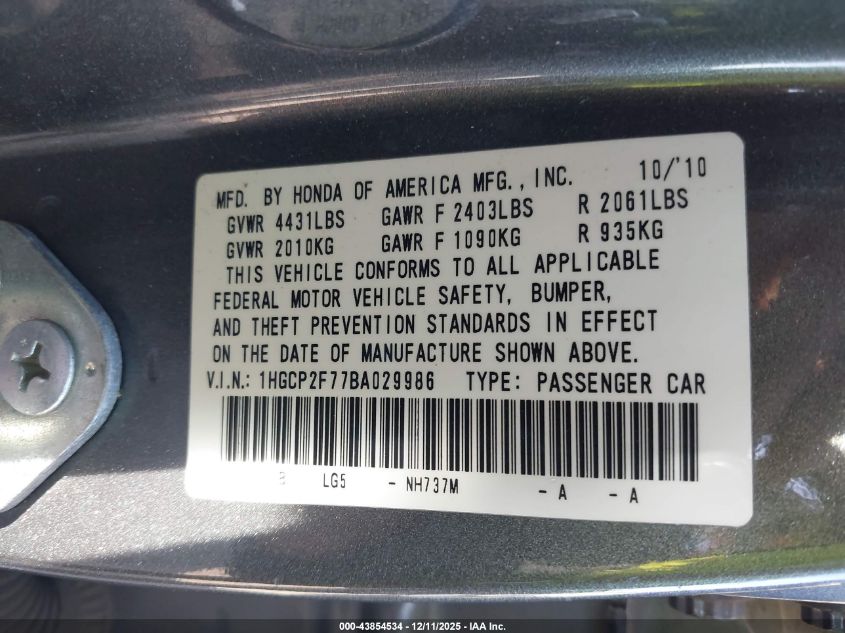 MFD. BY HONDA OF AMERICA MFG., INC. 10/'10
GVWR 4431LBS GAWR F 2403LBS R 2061LBS
GVWR 2010KG GAWR F 1090KG R 935KG
THIS VEHICLE CONFORMS TO ALL APPLICABLE
FEDERAL MOTOR VEHICLE SAFETY, BUMPER,
AND THEFT PREVENTION STANDARDS IN EFFECT
ON THE DATE OF MANUFACTURE SHOWN ABOVE.
V.I.N.: 1HGCP2F77BA029986 TYPE: PASSENGER CAR
B LG5 - NH737M - A - A
000-43854534 - 12/11/2025 - IAA Inc.